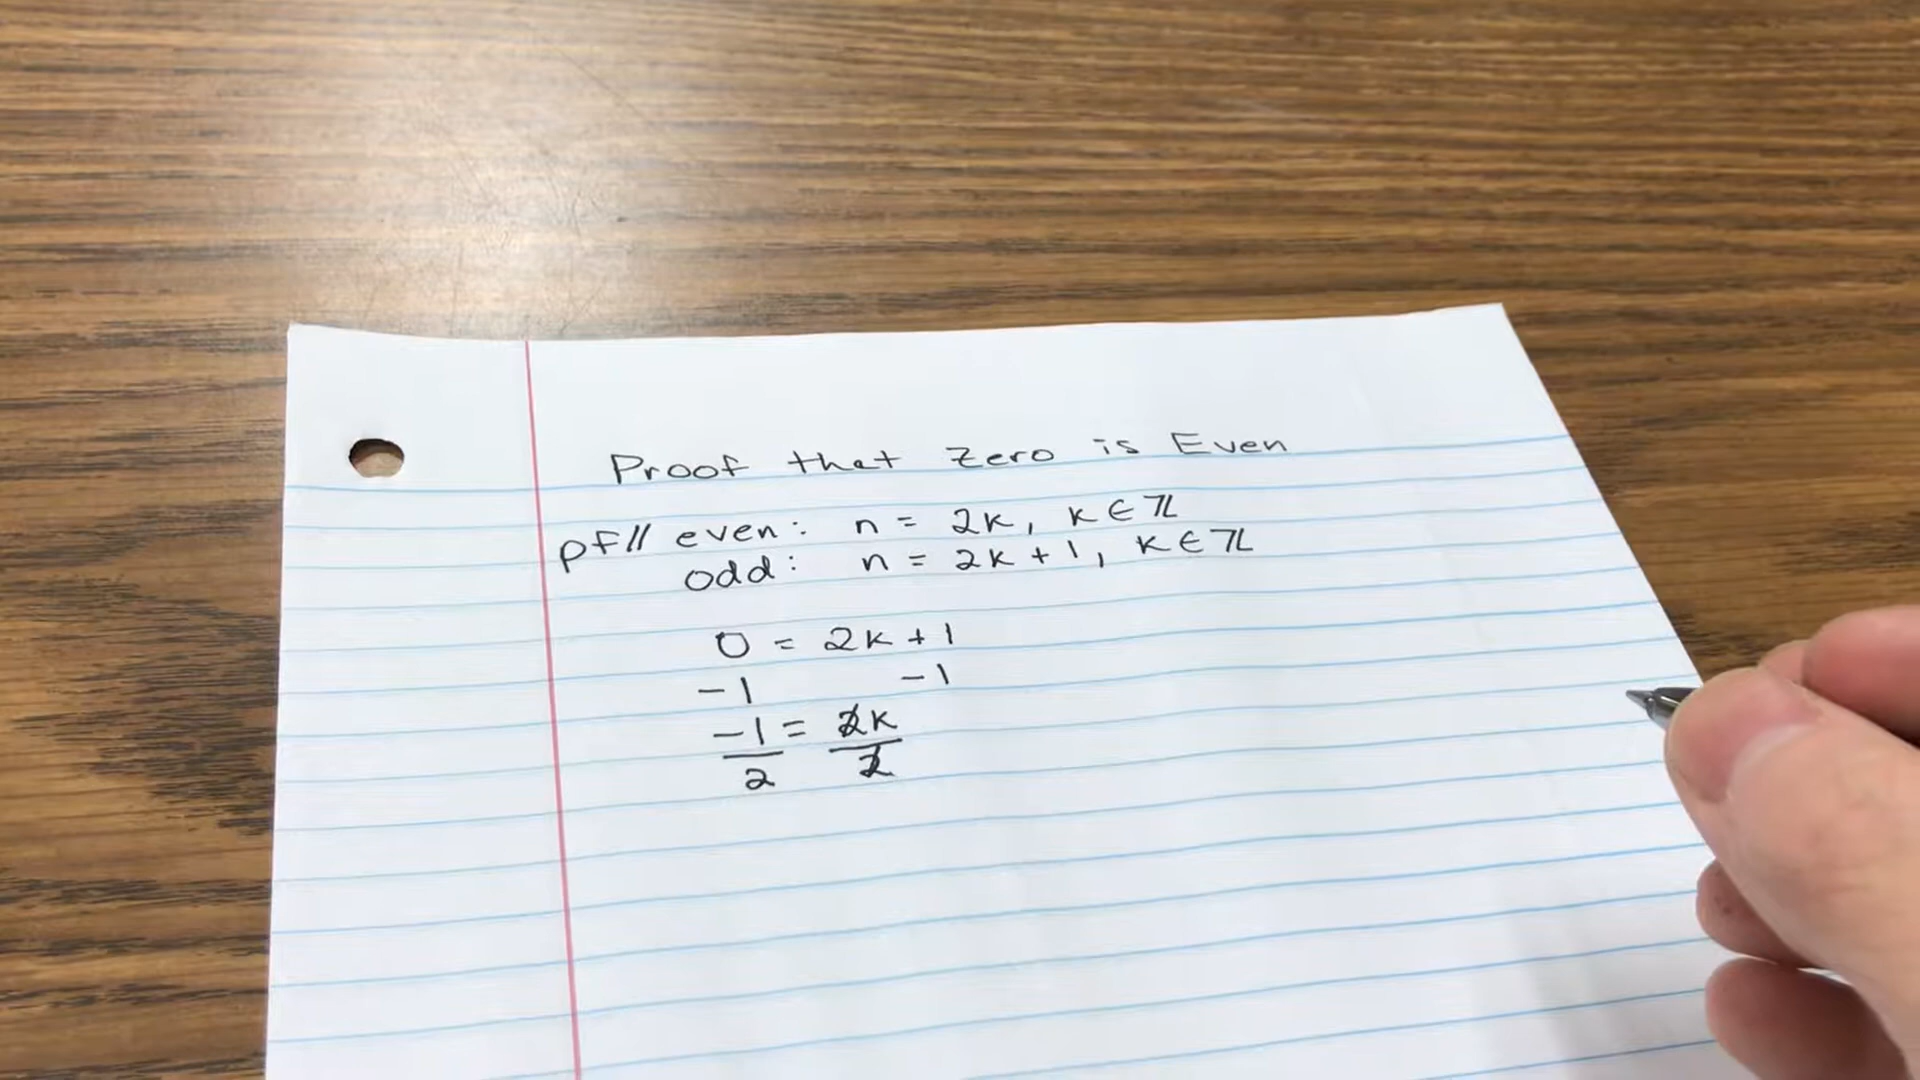 Proof that Zero is Even
pf// even: n = 2k, k ∈ ℤ
odd: n = 2k + 1, k ∈ ℤ
0 = 2k + 1
-1 -1
-1 = 2k
2 2